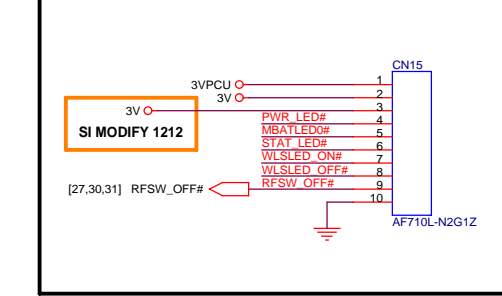 CN15
3VPCU 1
3V 2
3V 3
SI MODIFY 1212
PWR_LED# 4
MBATLED0# 5
STAT_LED# 6
WLSLED_ON# 7
WLSLED_OFF# 8
[27,30,31] RFSW_OFF# RFSW_OFF# 9
10
AF710L-N2G1Z